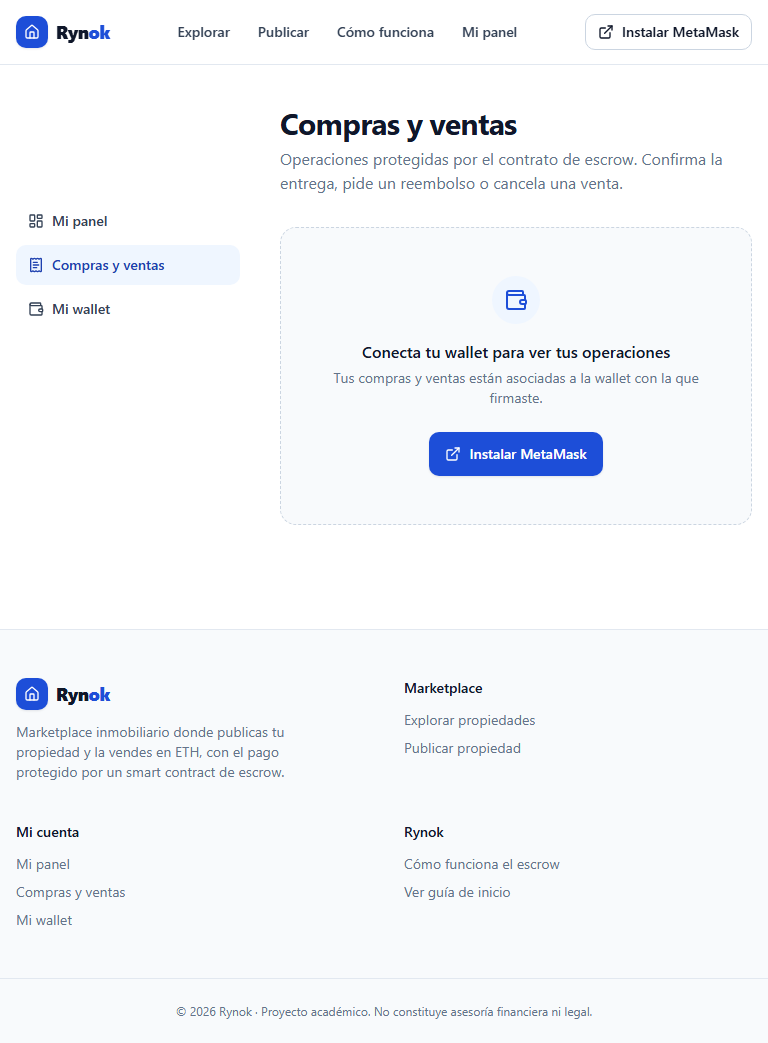 Rynok
Explorar
Publicar
Cómo funciona
Mi panel
Instalar MetaMask
Mi panel
Compras y ventas
Mi wallet
Compras y ventas
Operaciones protegidas por el contrato de escrow. Confirma la
entrega, pide un reembolso o cancela una venta.
Conecta tu wallet para ver tus operaciones
Tus compras y ventas están asociadas a la wallet con la que
firmaste.
Instalar MetaMask
Rynok
Marketplace inmobiliario donde publicas tu
propiedad y la vendes en ETH, con el pago
protegido por un smart contract de escrow.
Marketplace
Explorar propiedades
Publicar propiedad
Mi cuenta
Mi panel
Compras y ventas
Mi wallet
Rynok
Cómo funciona el escrow
Ver guía de inicio
© 2026 Rynok · Proyecto académico. No constituye asesoría financiera ni legal.